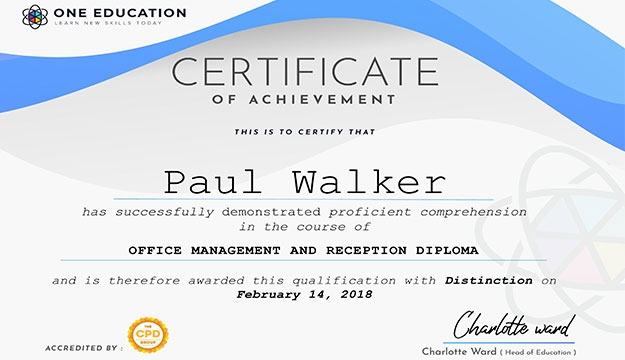 ONE EDUCATION
LEARN NEW SKILLS TODAY
CERTIFICATE
OF ACHIEVEMENT
THIS IS TO CERTIFY THAT
Paul Walker
has successfully demonstrated proficient comprehension
in the course of
OFFICE MANAGEMENT AND RECEPTION DIPLOMA
and is therefore awarded this qualification with Distinction on
February 14, 2018
ACCREDITED BY :
THE
CPD
GROUP
Charlotte ward
Charlotte Ward ( Head of Education )